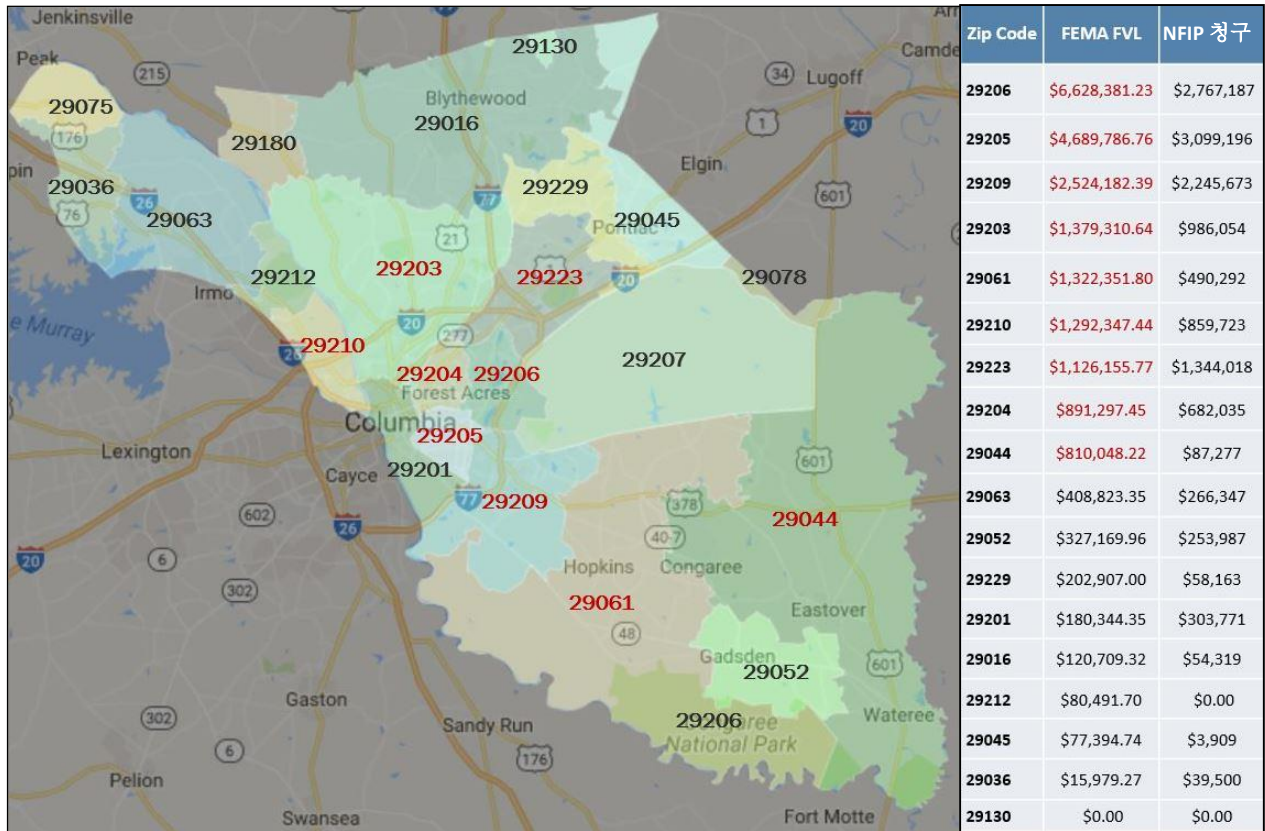 Jenkinsville
29130
Peak
215
Camde
34
Lugoff
Blythewood
29016
29075
1
20
176
29180
Elgin
pin
29036
26
77
29229
601
76
29063
29045
Pontiac
21
29203
29223
29212
20
29078
Irmo
e Murray
20
277
29210
29207
29204
29206
Forest Acres
Columbia
29205
Lexington
29201
601
Cayce
77
29209
378
602
26
29044
40-7
20
6
Hopkins
Congaree
302
29061
Eastover
48
Gadsden
601
29052
Gaston
302
29206
Wateree
Sandy Run
National Park
6
176
Pelion
Swansea
Fort Motte
Zip Code FEMA FVL NFIP 청구
29206 $6,628,381.23 $2,767,187
29205 $4,689,786.76 $3,099,196
29209 $2,524,182.39 $2,245,673
29203 $1,379,310.64 $986,054
29061 $1,322,351.80 $490,292
29210 $1,292,347.44 $859,723
29223 $1,126,155.77 $1,344,018
29204 $891,297.45 $682,035
29044 $810,048.22 $87,277
29063 $408,823.35 $266,347
29052 $327,169.96 $253,987
29229 $202,907.00 $58,163
29201 $180,344.35 $303,771
29016 $120,709.32 $54,319
29212 $80,491.70 $0.00
29045 $77,394.74 $3,909
29036 $15,979.27 $39,500
29130 $0.00 $0.00